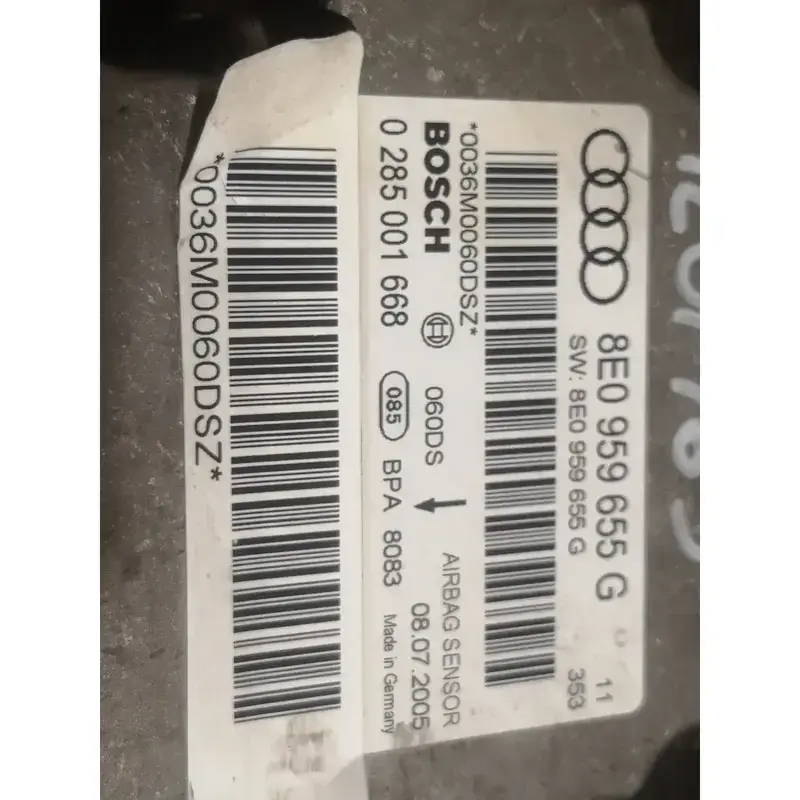 8E0 959 655 G 11
SW: 8E0 959 655 G 353
*0036M0060DSZ*
BOSCH 060DS AIRBAG SENSOR
0 285 001 668 085 BPA 8083 08.07.2005
Made in Germany
*0036M0060DSZ*